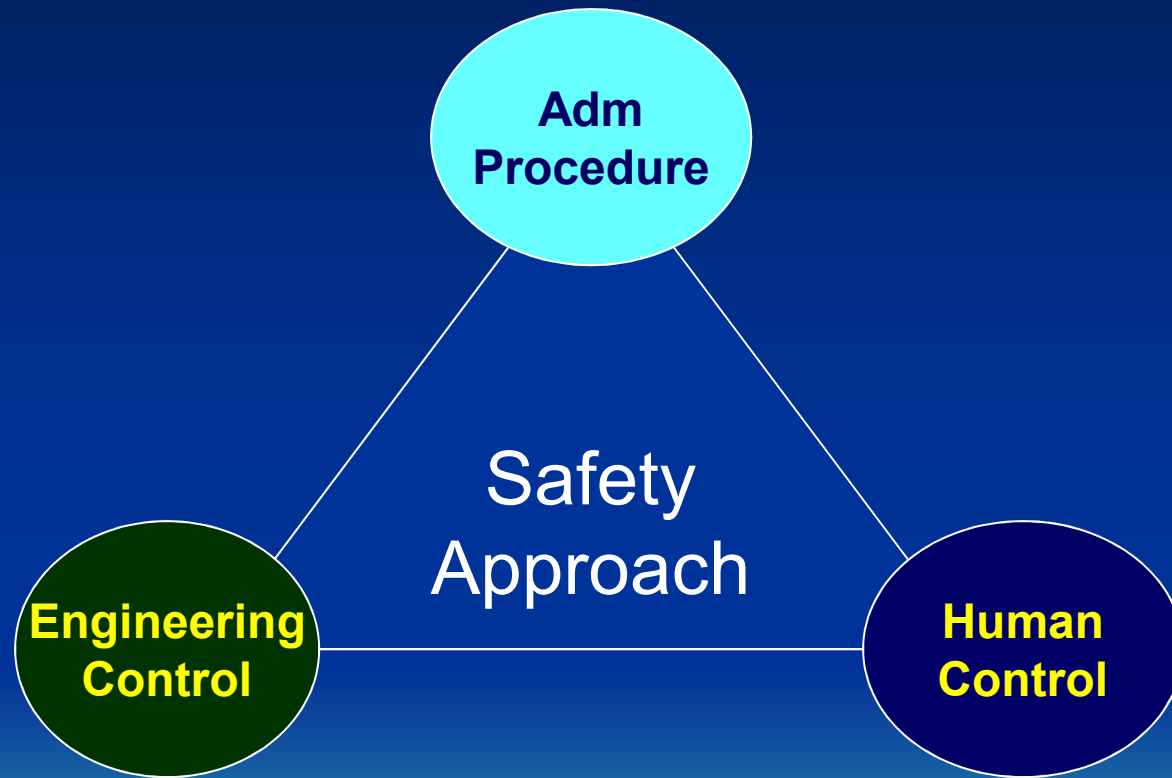 Adm
Procedure
Safety
Approach
Engineering
Control
Human
Control